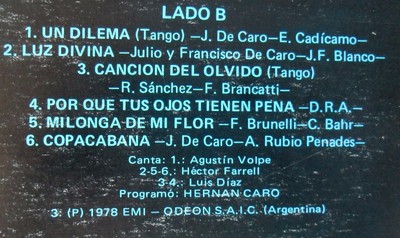 LADO B
1. UN DILEMA (Tango) —J. De Caro—E. Cadícamo—
2. LUZ DIVINA —Julio y Francisco De Caro—J.F. Blanco—
3. CANCION DEL OLVIDO (Tango)
—R. Sánchez— F. Brancatti—
4. POR QUE TUS OJOS TIENEN PENA —D.R.A.—
5. MILONGA DE MI FLOR —F. Brunelli—C. Bahr—
6. COPACABANA —J. De Caro—A. Rubio Penades—
Canta: 1.: Agustín Volpe
2-5-6.: Héctor Farrell
3-4.: Luis Díaz
Programó: HERNAN CARO
3: (P) 1978 EMI — ODEON S.A.I.C. (Argentina)